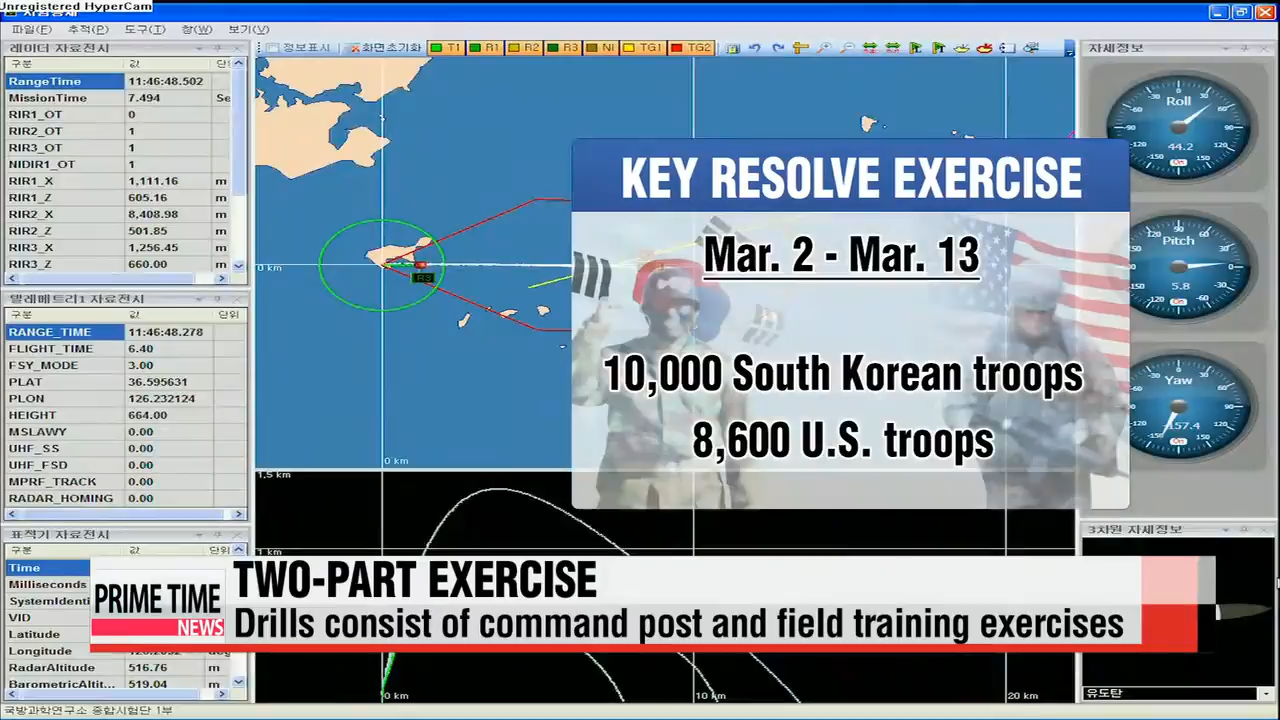 Unregistered HyperCam
파일(F) 추적(P) 도구(T) 창(W) 보기(V)
레이더 자료전시
구분 값 단위
RangeTime 11:46:48.502
MissionTime 7.494 Se
RIR1_OT 0
RIR2_OT 1
RIR3_OT 1
NIDIR1_OT 1
RIR1_X 1,111.16 m
RIR1_Z 605.16 m
RIR2_X 8,408.98 m
RIR2_Z 501.85 m
RIR3_X 1,256.45 m
RIR3_Z 660.00 m
텔레메트리1 자료전시
구분 값 단위
RANGE_TIME 11:46:48.278
FLIGHT_TIME 6.40
FSY_MODE 3.00
PLAT 36.595631
PLON 126.232124
HEIGHT 664.00
MSLAWY 0.00
UHF_SS 0.00
UHF_FSD 0.00
MPRF_TRACK 0.00
RADAR_HOMING 0.00
표적기 자료전시
구분 값 단위
Time
Milliseconds
SystemIdenti
VID
Latitude
Longitude
RadarAltitude 516.76 m
BarometricAltit... 519.04 m
국방과학연구소 종합시험단 1부
정보표시 화면초기화 T1 R1 R2 R3 NI TG1 TG2
0 km
R3
0 km
1,5 km
1 km
0 km 10 km 20 km
자세정보
Roll
44.2
Pitch
5.8
Yaw
-157.4
3차원 자세정보
유도탄
KEY RESOLVE EXERCISE
Mar. 2 - Mar. 13
10,000 South Korean troops
8,600 U.S. troops
PRIME TIME
NEWS
TWO-PART EXERCISE
Drills consist of command post and field training exercises